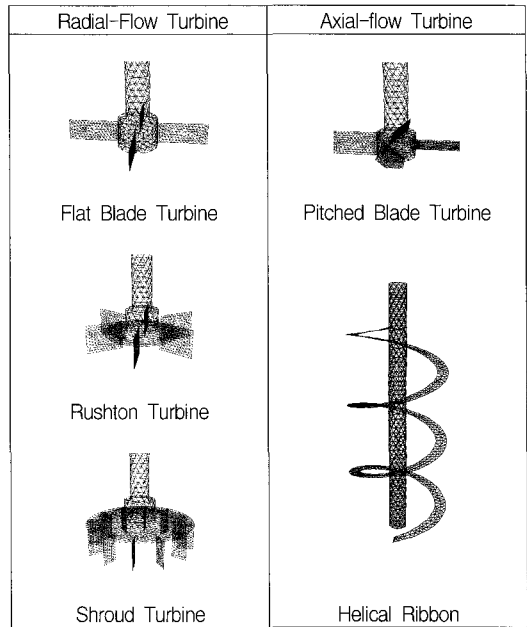 Radial-Flow Turbine
Axial-flow Turbine
Flat Blade Turbine
Pitched Blade Turbine
Rushton Turbine
Shroud Turbine
Helical Ribbon